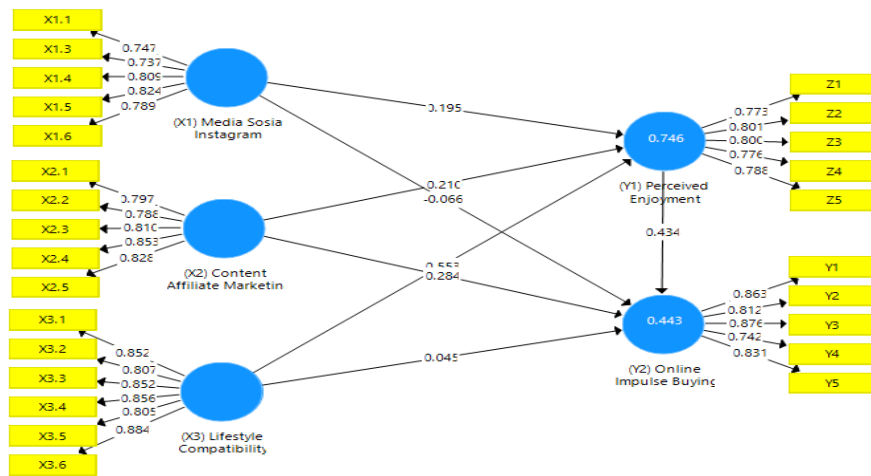 X1.1
X1.3
X1.4
X1.5
X1.6
0.747
0.737
0.809
0.824
0.789
(X1) Media Sosia
Instagram
X2.1
X2.2
X2.3
X2.4
X2.5
0.797
0.788
0.810
0.853
0.828
(X2) Content
Affiliate Marketin
X3.1
X3.2
X3.3
X3.4
X3.5
X3.6
0.852
0.807
0.852
0.856
0.805
0.884
(X3) Lifestyle
Compatibility
0.195
0.210
-0.066
0.553
0.284
0.045
0.746
(Y1) Perceived
Enjoyment
0.434
0.443
(Y2) Online
Impulse Buying
0.773
0.801
0.800
0.776
0.788
Z1
Z2
Z3
Z4
Z5
0.863
0.812
0.876
0.742
0.831
Y1
Y2
Y3
Y4
Y5